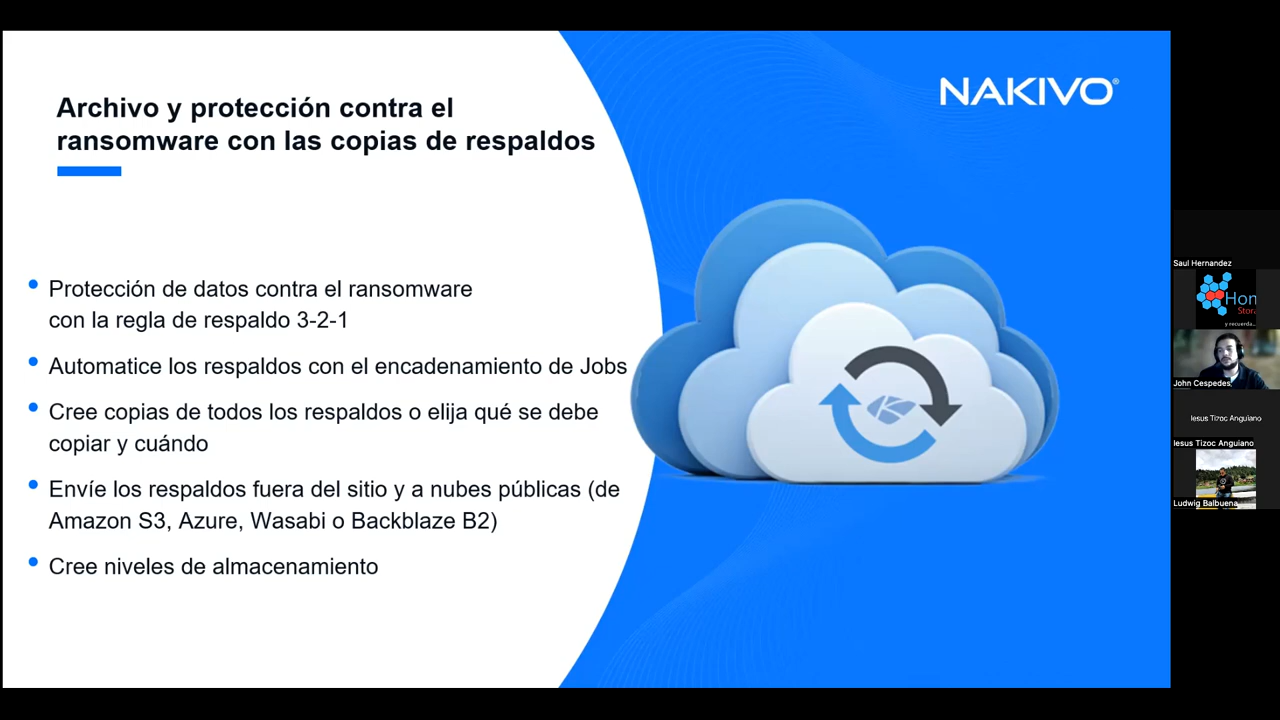 NAKIVO®
Archivo y protección contra el
ransomware con las copias de respaldos
Protección de datos contra el ransomware
con la regla de respaldo 3-2-1
Automatice los respaldos con el encadenamiento de Jobs
Cree copias de todos los respaldos o elija qué se debe
copiar y cuándo
Envíe los respaldos fuera del sitio y a nubes públicas (de
Amazon S3, Azure, Wasabi o Backblaze B2)
Cree niveles de almacenamiento
Saul Hernandez
Hon
Stora
y recuerda...
John Cespedes
Iesus Tizoc Anguiano
Iesus Tizoc Anguiano
Ludwig Balbuena